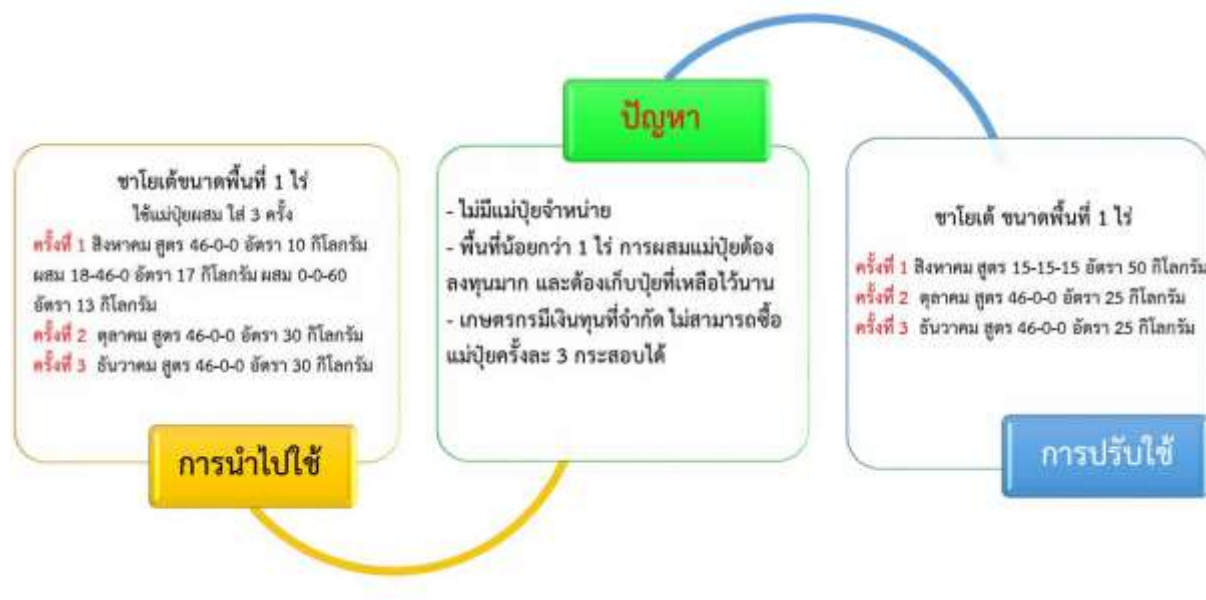 ชาโยเต้ขนาดพื้นที่ 1 ไร่
ใช้แม่ปุ๋ยผสม ใส่ 3 ครั้ง
ครั้งที่ 1 สิงหาคม สูตร 46-0-0 อัตรา 10 กิโลกรัม
ผสม 18-46-0 อัตรา 17 กิโลกรัม ผสม 0-0-60
อัตรา 13 กิโลกรัม
ครั้งที่ 2 ตุลาคม สูตร 46-0-0 อัตรา 30 กิโลกรัม
ครั้งที่ 3 ธันวาคม สูตร 46-0-0 อัตรา 30 กิโลกรัม
การนำไปใช้
ปัญหา
- ไม่มีแม่ปุ๋ยจำหน่าย
- พื้นที่น้อยกว่า 1 ไร่ การผสมแม่ปุ๋ยต้อง
ลงทุนมาก และต้องเก็บปุ๋ยที่เหลือไว้นาน
- เกษตรกรมีเงินทุนที่จำกัด ไม่สามารถซื้อ
แม่ปุ๋ยครั้งละ 3 กระสอบได้
ชาโยเต้ ขนาดพื้นที่ 1 ไร่
ครั้งที่ 1 สิงหาคม สูตร 15-15-15 อัตรา 50 กิโลกรัม
ครั้งที่ 2 ตุลาคม สูตร 46-0-0 อัตรา 25 กิโลกรัม
ครั้งที่ 3 ธันวาคม สูตร 46-0-0 อัตรา 25 กิโลกรัม
การปรับใช้